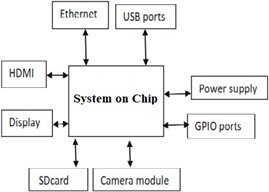 Ethernet
USB ports
HDMI
System on Chip
Power supply
Display
GPIO ports
SDcard
Camera module